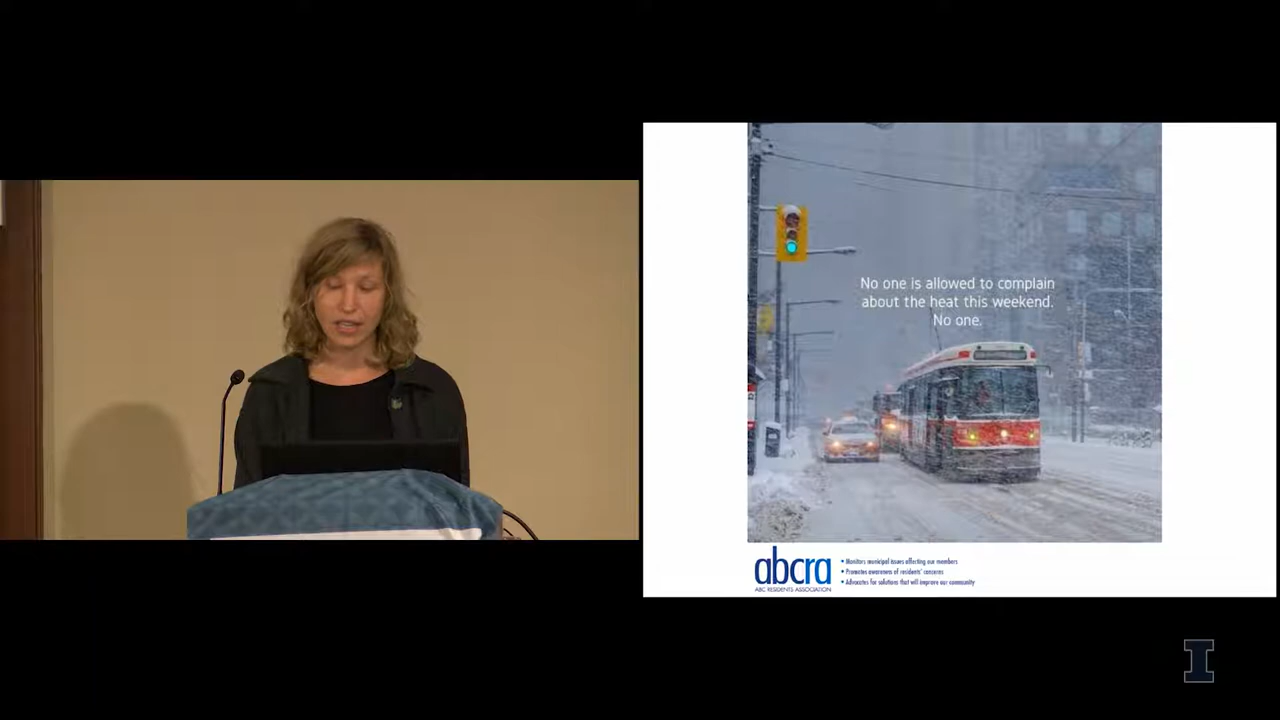 No one is allowed to complain
about the heat this weekend.
No one.
abcra
ABC RESIDENTS ASSOCIATION
• Monitors municipal issues affecting our members
• Promotes awareness of residents' concerns
• Advocates for solutions that will improve our community
I